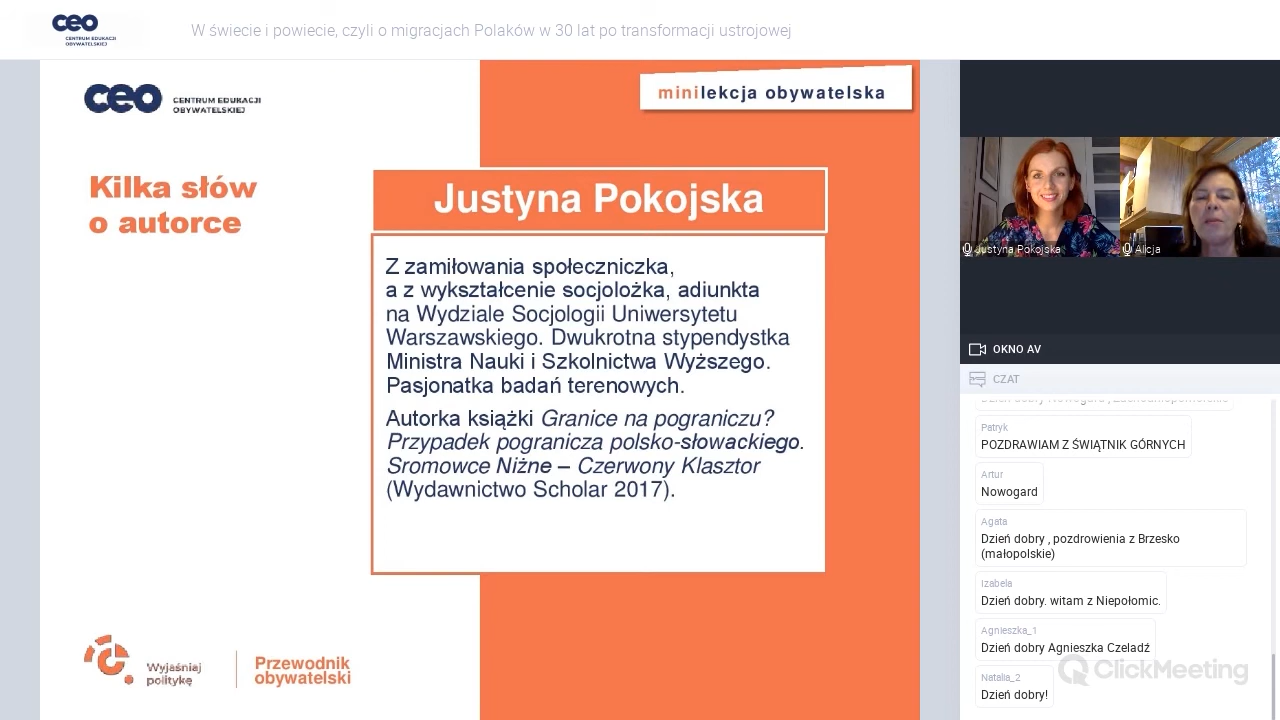 ceo
CENTRUM EDUKACJI
OBYWATELSKIEJ
W świecie i powiecie, czyli o migracjach Polaków w 30 lat po transformacji ustrojowej
ceo
CENTRUM EDUKACJI
OBYWATELSKIEJ
minilekcja obywatelska
Kilka słów
o autorce
Justyna Pokojska
Z zamiłowania społeczniczka,
a z wykształcenie socjolożka, adiunkta
na Wydziale Socjologii Uniwersytetu
Warszawskiego. Dwukrotna stypendystka
Ministra Nauki i Szkolnictwa Wyższego.
Pasjonatka badań terenowych.
Autorka książki Granice na pograniczu?
Przypadek pogranicza polsko-słowackiego.
Sromowce Niżne – Czerwony Klasztor
(Wydawnictwo Scholar 2017).
Wyjaśniaj
politykę
Przewodnik
obywatelski
Justyna Pokojska
Alicja
OKNO AV
CZAT
Dzień dobry Nowogard , Zachodniopomorskie
Patryk
POZDRAWIAM Z ŚWIĄTNIK GÓRNYCH
Artur
Nowogard
Agata
Dzień dobry , pozdrowienia z Brzesko
(małopolskie)
Izabela
Dzień dobry. witam z Niepołomic.
Agnieszka_1
Dzień dobry Agnieszka Czeladź
Natalia_2
Dzień dobry!
ClickMeeting